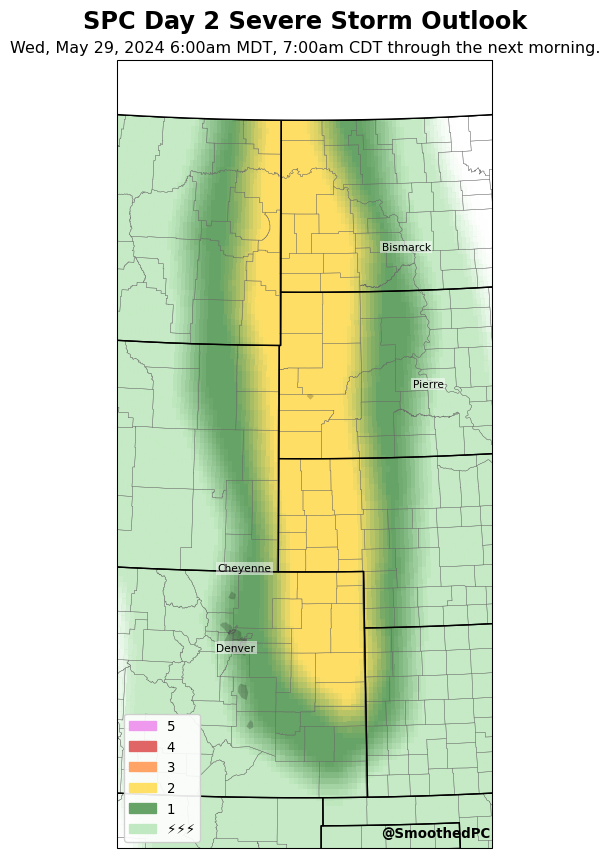 SPC Day 2 Severe Storm Outlook
Wed, May 29, 2024 6:00am MDT, 7:00am CDT through the next morning.
Bismarck
Pierre
Cheyenne
Denver
5
4
3
2
1
⚡⚡⚡
@SmoothedPC